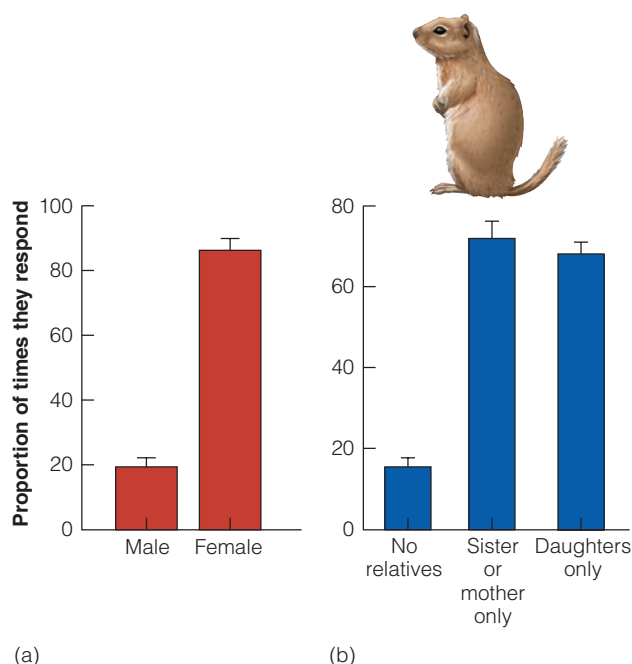 Proportion of times they respond
100
80
60
40
20
0
Male
Female
(a)
80
60
40
20
0
No
relatives
Sister
or
mother
only
Daughters
only
(b)